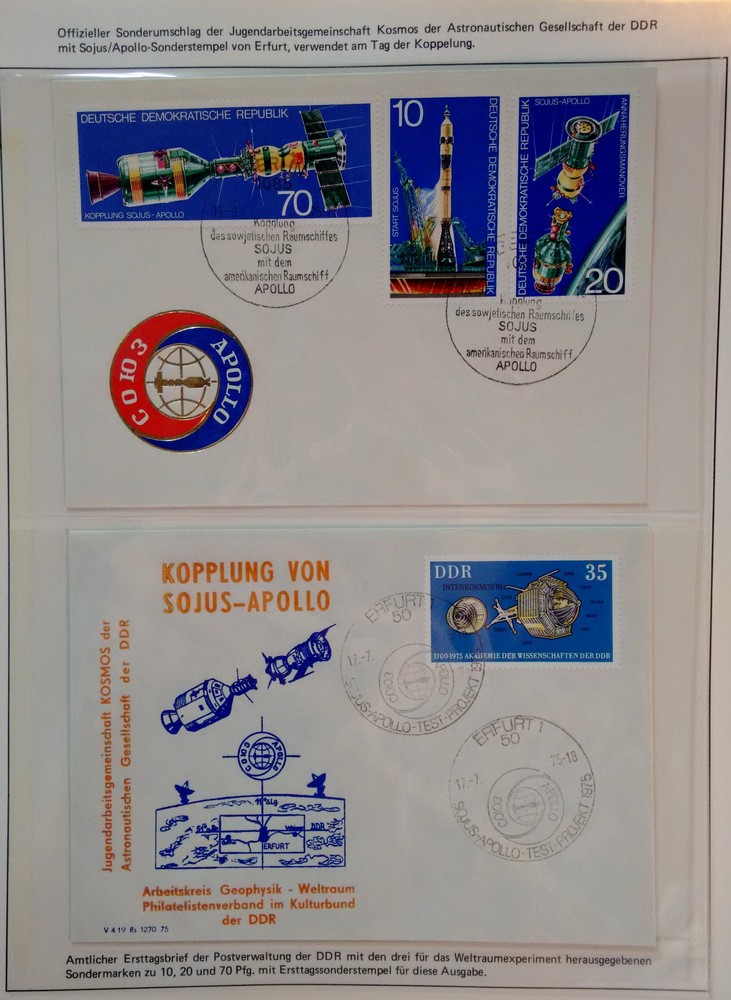 Offizieller Sonderumschlag der Jugendarbeitsgemeinschaft Kosmos der Astronautischen Gesellschaft der DDR
mit Sojus/Apollo-Sonderstempel von Erfurt, verwendet am Tag der Koppelung.
DEUTSCHE DEMOKRATISCHE REPUBLIK
KOPPLUNG SOJUS-APOLLO
70
10
START SOJUS
DEUTSCHE DEMOKRATISCHE REPUBLIK
SOJUS-APOLLO
ANNÄHERUNGSMANÖVER
DEUTSCHE DEMOKRATISCHE REPUBLIK
20
Kopplung
des sowjetischen Raumschiffes
SOJUS
mit dem
amerikanischen Raumschiff
APOLLO
Kopplung
des sowjetischen Raumschiffes
SOJUS
mit dem
amerikanischen Raumschiff
APOLLO
СОЮЗ
APOLLO
KOPPLUNG VON
SOJUS-APOLLO
Jugendarbeitsgemeinschaft KOSMOS der
Astronautischen Gesellschaft der DDR
APOLLO
СОЮЗ
DDR
ERFURT
Arbeitskreis Geophysik - Weltraum
Philatelistenverband im Kulturbund
der DDR
V 4 19 Rs 1270 75
DDR
35
INTERKOSMOS 10
1700-1975 AKADEMIE DER WISSENSCHAFTEN DER DDR
ERFURT 1
50
17.-7.
СОЮЗ
APOLLO
SOJUS-APOLLO-TEST-PROJEKT 1975
ERFURT 1
50
17.-7.
75-18
СОЮЗ
APOLLO
SOJUS-APOLLO-TEST-PROJEKT 1975
Amtlicher Ersttagsbrief der Postverwaltung der DDR mit den drei für das Weltraumexperiment herausgegebenen
Sondermarken zu 10, 20 und 70 Pfg. mit Ersttagssonderstempel für diese Ausgabe.